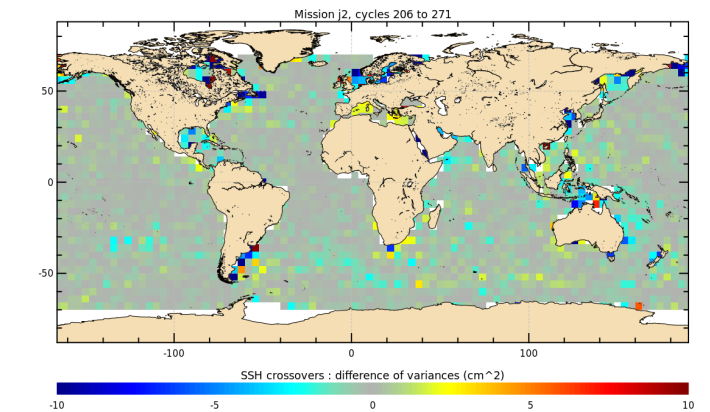 Mission j2, cycles 206 to 271
50
0
-50
-100 0 100
SSH crossovers : difference of variances (cm^2)
-10 -5 0 5 10